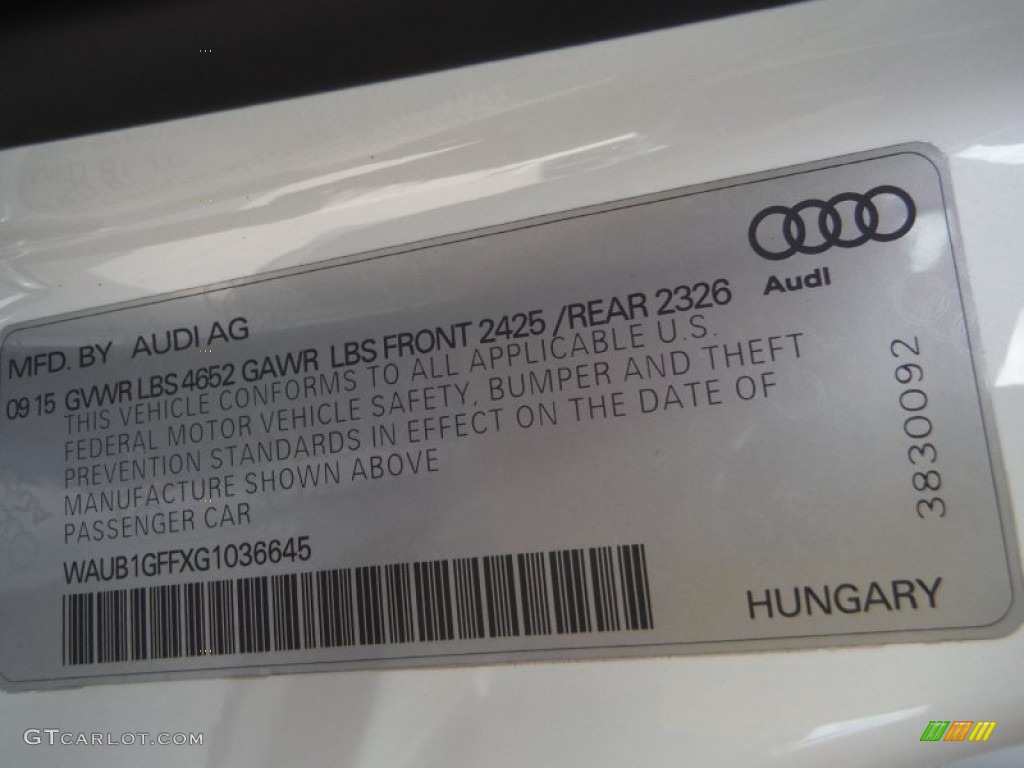 Audi
MFD. BY AUDI AG
09 15 GVWR LBS 4652 GAWR LBS FRONT 2425 /REAR 2326
THIS VEHICLE CONFORMS TO ALL APPLICABLE U.S.
FEDERAL MOTOR VEHICLE SAFETY, BUMPER AND THEFT
PREVENTION STANDARDS IN EFFECT ON THE DATE OF
MANUFACTURE SHOWN ABOVE
PASSENGER CAR
WAUB1GFFXG1036645
HUNGARY
3830092
GTCARLOT.COM